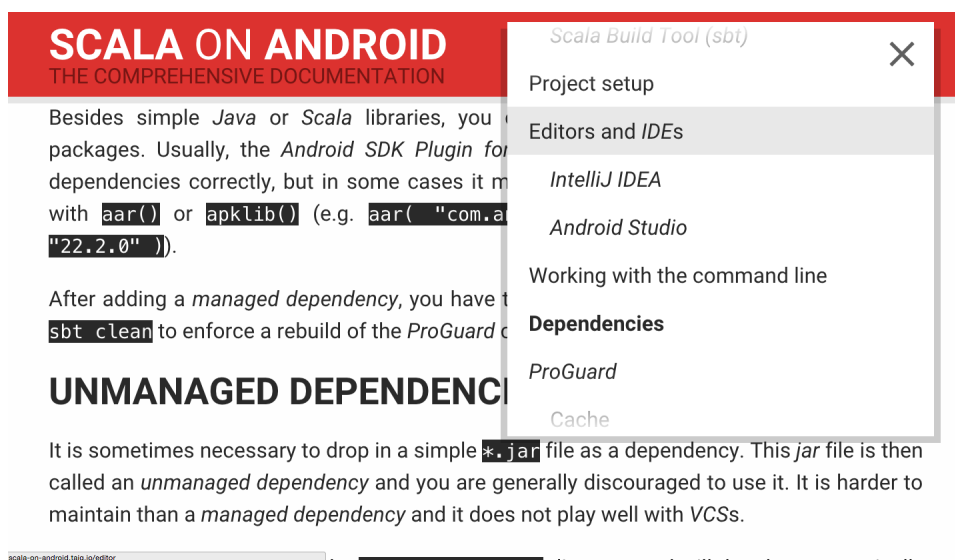 SCALA ON ANDROID
THE COMPREHENSIVE DOCUMENTATION
Scala Build Tool (sbt)
Project setup
Editors and IDEs
IntelliJ IDEA
Android Studio
Working with the command line
Dependencies
ProGuard
Cache
Besides simple Java or Scala libraries, you
packages. Usually, the Android SDK Plugin for
dependencies correctly, but in some cases it
with aar() or apklib() (e.g. aar( "com.
"22.2.0" )).
After adding a managed dependency, you have
sbt clean to enforce a rebuild of the ProGuard
UNMANAGED DEPENDENCI
It is sometimes necessary to drop in a simple *.jar file as a dependency. This jar file is then
called an unmanaged dependency and you are generally discouraged to use it. It is harder to
maintain than a managed dependency and it does not play well with VCSs.
scala-on-android.taig.io/editor